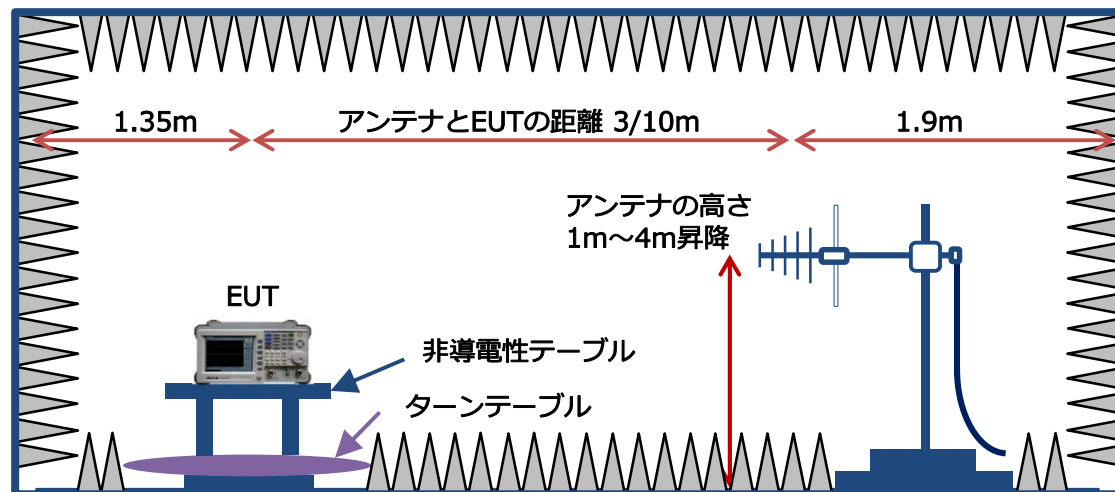 1.35m
アンテナとEUTの距離 3/10m
1.9m
アンテナの高さ
1m～4m昇降
EUT
非導電性テーブル
ターンテーブル